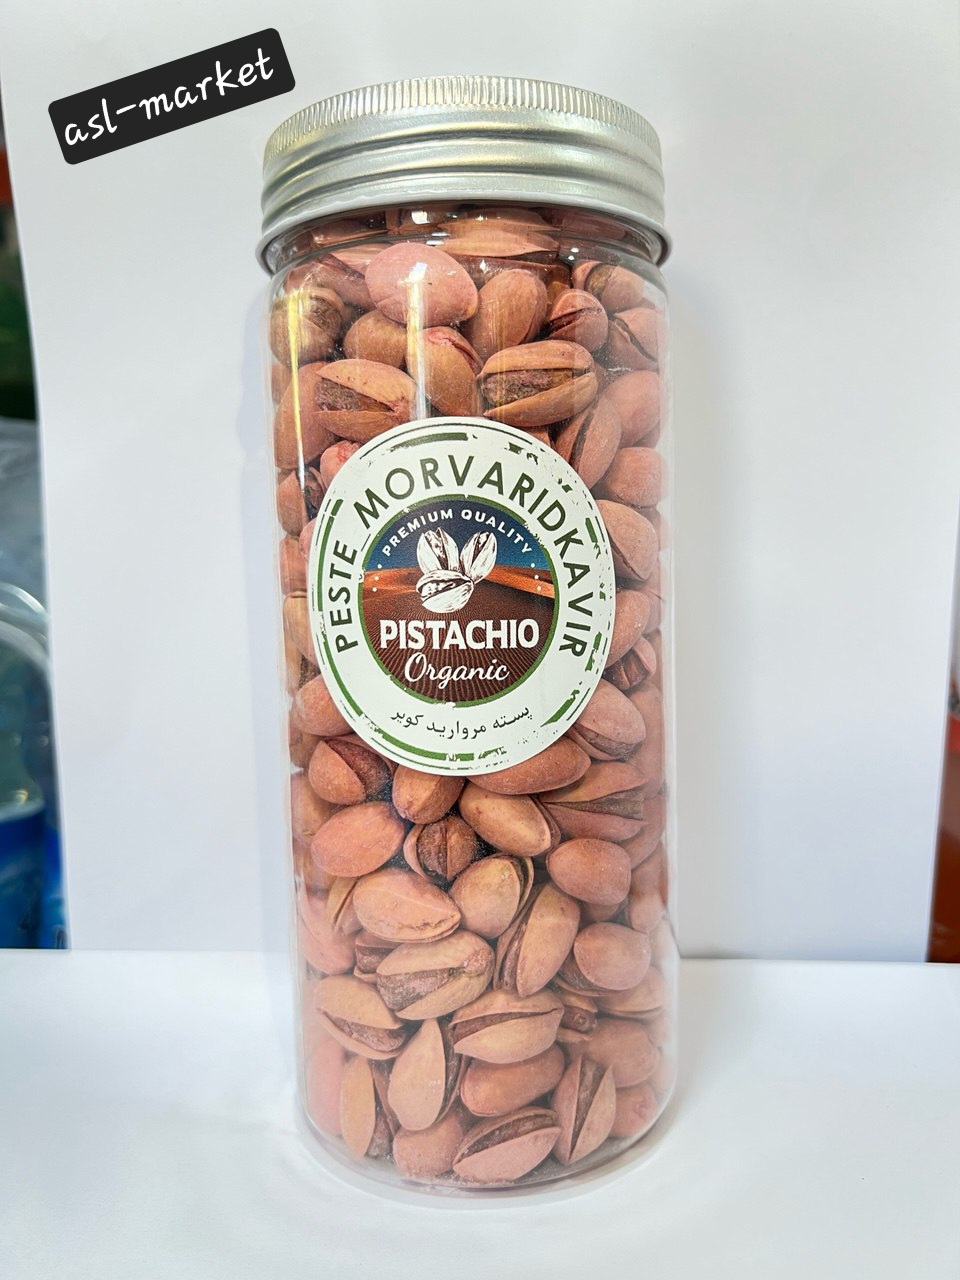 asl-market
PESTE MORVARIDKAVIR
PREMIUM QUALITY
PISTACHIO
Organic
پسته مروارید کویر